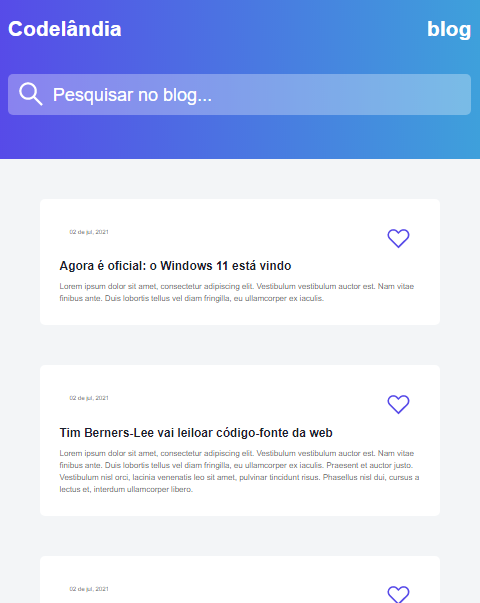 Codelândia
blog
Pesquisar no blog...
02 de jul, 2021
Agora é oficial: o Windows 11 está vindo
Lorem ipsum dolor sit amet, consectetur adipiscing elit. Vestibulum vestibulum auctor est. Nam vitae
finibus ante. Duis lobortis tellus vel diam fringilla, eu ullamcorper ex iaculis.
02 de jul, 2021
Tim Berners-Lee vai leiloar código-fonte da web
Lorem ipsum dolor sit amet, consectetur adipiscing elit. Vestibulum vestibulum auctor est. Nam vitae
finibus ante. Duis lobortis tellus vel diam fringilla, eu ullamcorper ex iaculis. Praesent et auctor justo.
Vestibulum nisl orci, lacinia venenatis leo sit amet, pulvinar tincidunt risus. Phasellus nisl dui, cursus a
lectus et, interdum ullamcorper libero.
02 de jul, 2021